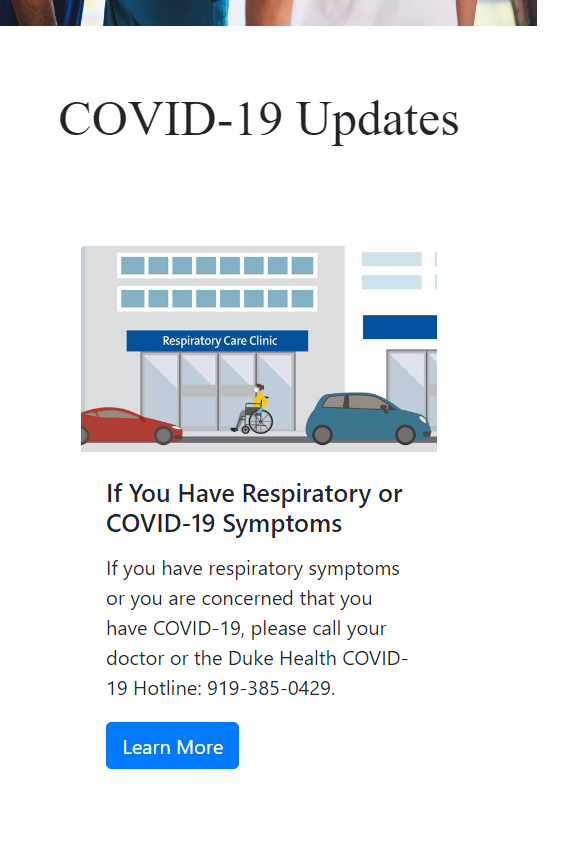 COVID-19 Updates
Respiratory Care Clinic
If You Have Respiratory or
COVID-19 Symptoms
If you have respiratory symptoms
or you are concerned that you
have COVID-19, please call your
doctor or the Duke Health COVID-
19 Hotline: 919-385-0429.
Learn More